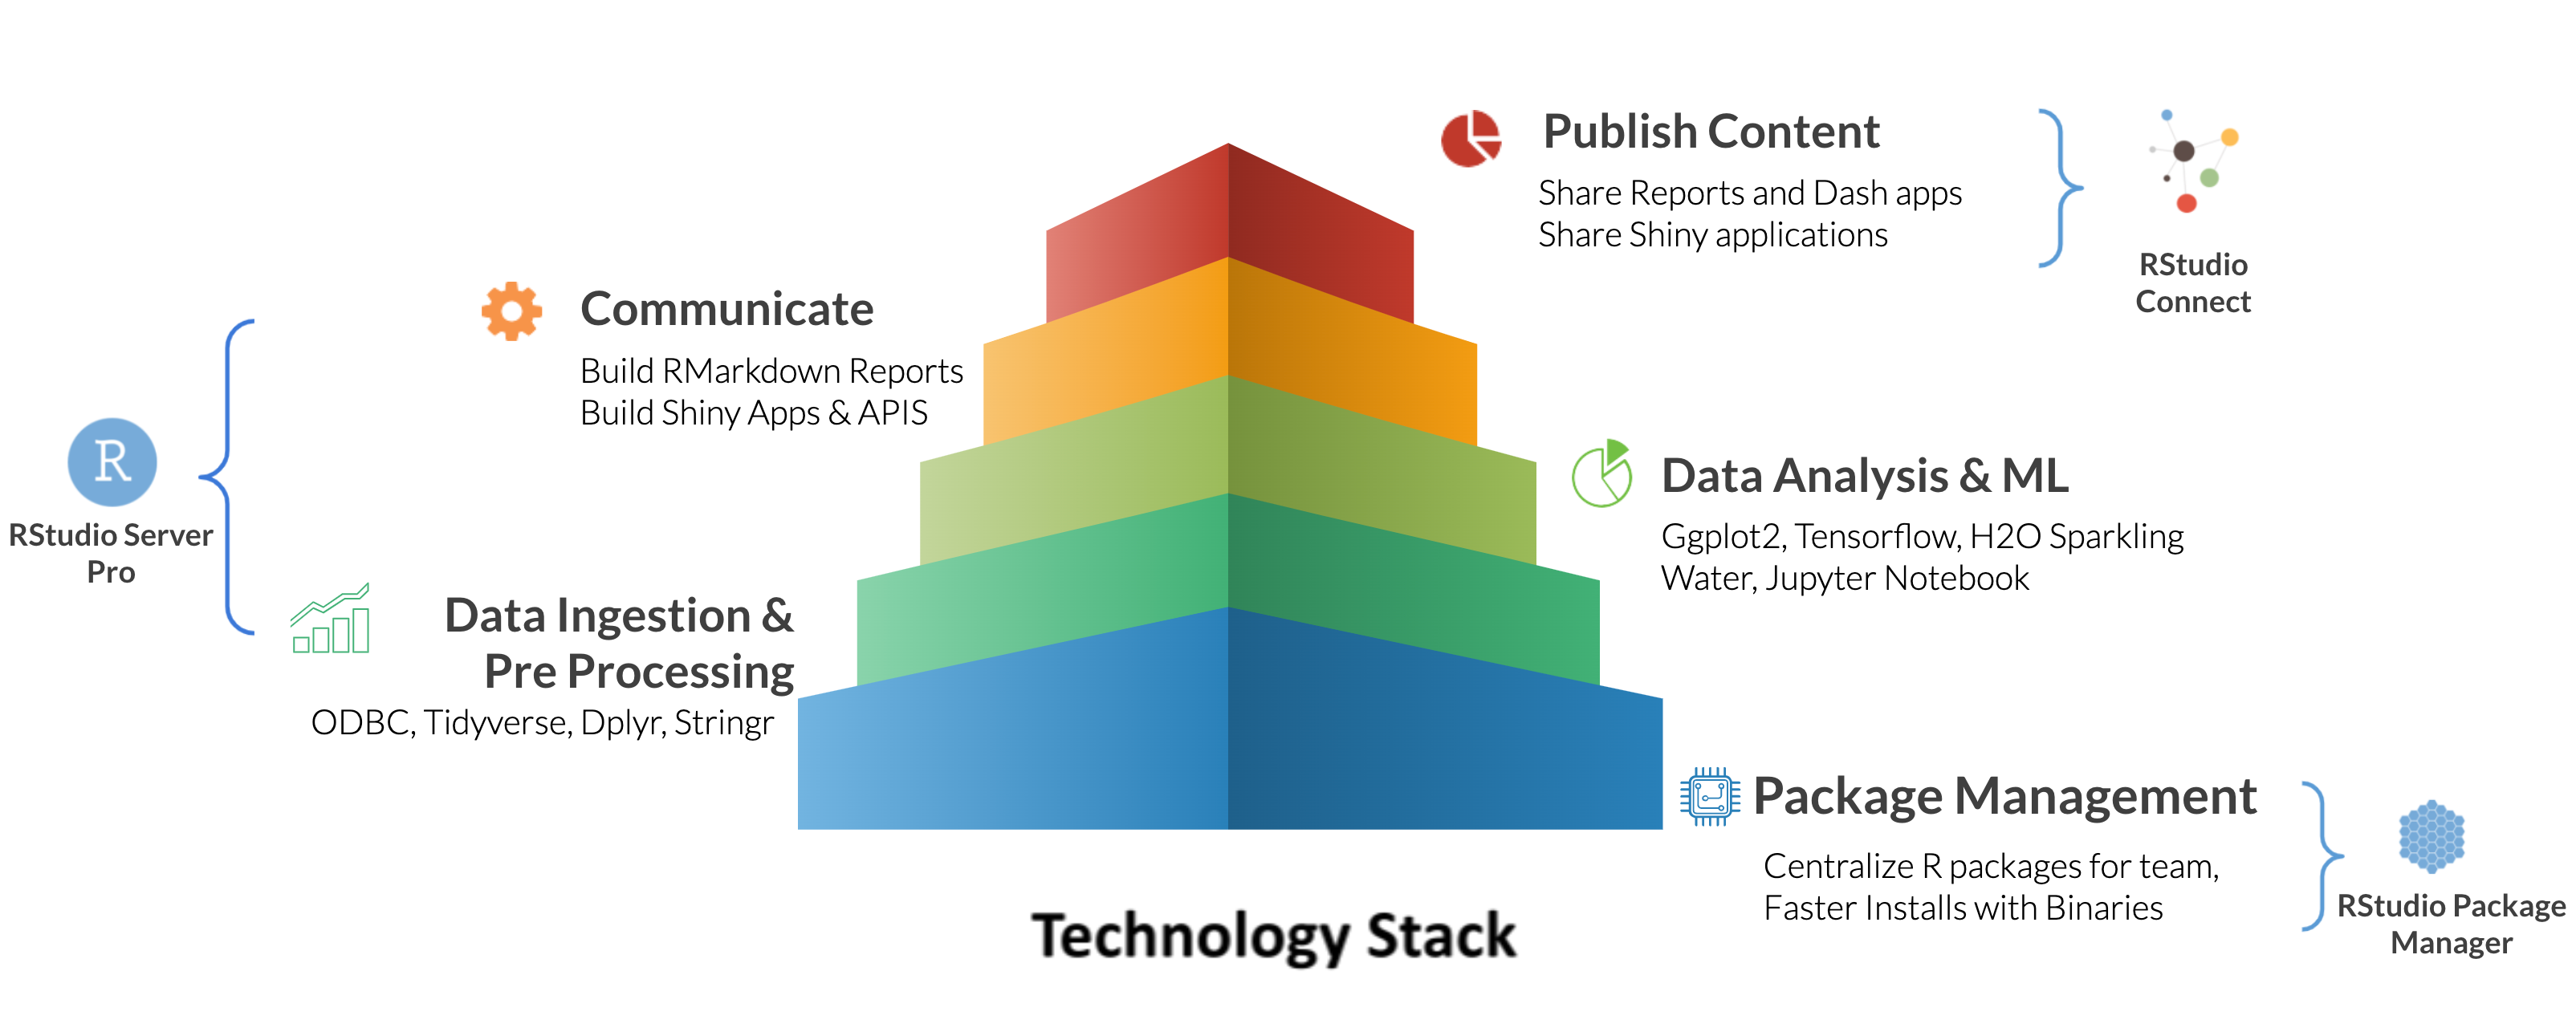 Publish Content
Share Reports and Dash apps
Share Shiny applications
RStudio
Connect
Communicate
Build RMarkdown Reports
Build Shiny Apps & APIS
R
RStudio Server
Pro
Data Analysis & ML
Ggplot2, Tensorflow, H2O Sparkling
Water, Jupyter Notebook
Data Ingestion &
Pre Processing
ODBC, Tidyverse, Dplyr, Stringr
Package Management
Centralize R packages for team,
Faster Installs with Binaries
RStudio Package
Manager
Technology Stack